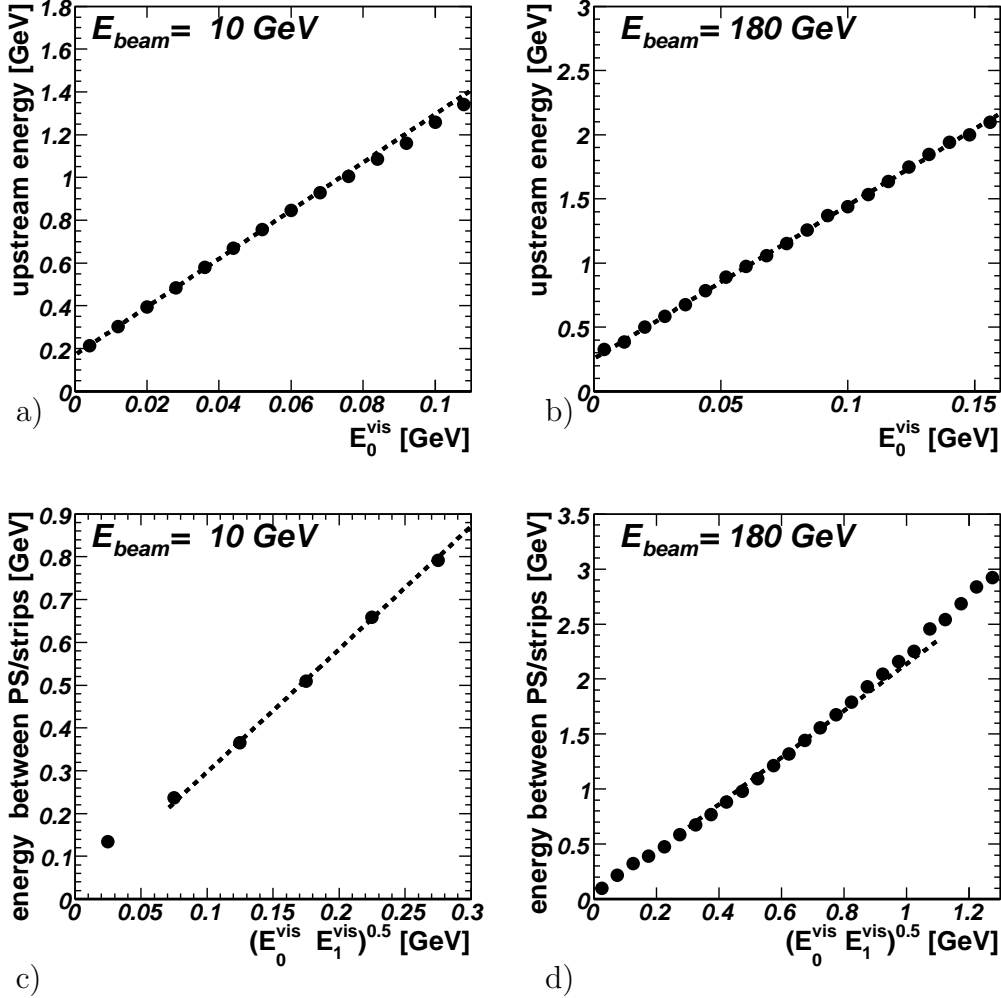 E_beam = 10 GeV
upstream energy [GeV]
1.8
1.6
1.4
1.2
1
0.8
0.6
0.4
0.2
0
0 0.02 0.04 0.06 0.08 0.1
E_0^vis [GeV]
a)
E_beam = 180 GeV
upstream energy [GeV]
3
2.5
2
1.5
1
0.5
0
0 0.05 0.1 0.15
E_0^vis [GeV]
b)
E_beam = 10 GeV
energy between PS/strips [GeV]
0.9
0.8
0.7
0.6
0.5
0.4
0.3
0.2
0.1
0
0 0.05 0.1 0.15 0.2 0.25 0.3
(E_0^vis E_1^vis)^0.5 [GeV]
c)
E_beam = 180 GeV
energy between PS/strips [GeV]
3.5
3
2.5
2
1.5
1
0.5
0
0 0.2 0.4 0.6 0.8 1 1.2
(E_0^vis E_1^vis)^0.5 [GeV]
d)